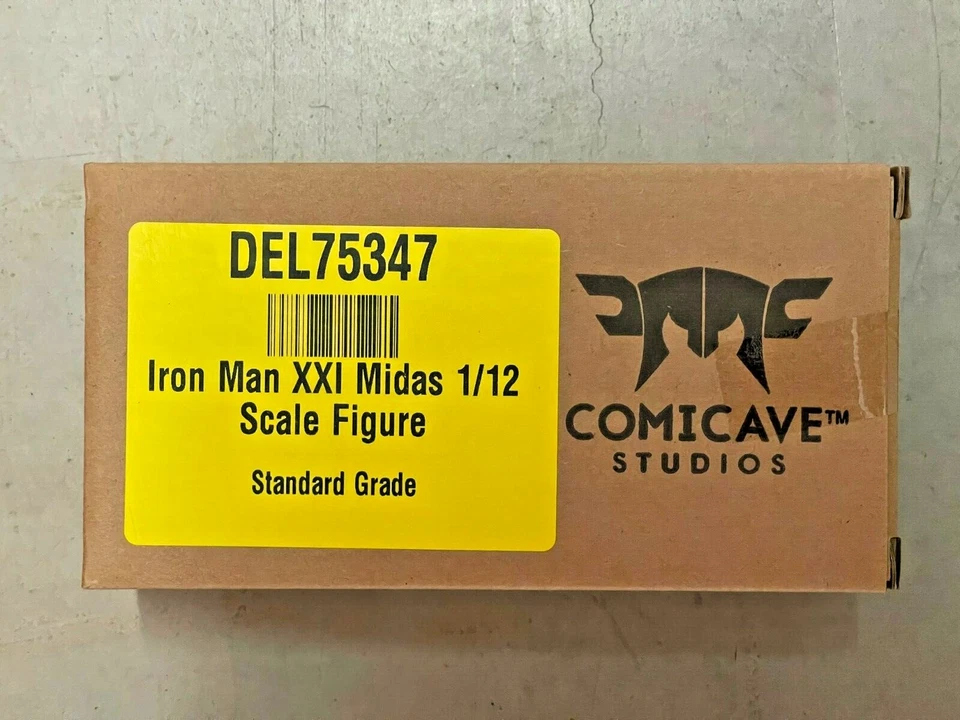 DEL75347
Iron Man XXI Midas 1/12
Scale Figure
Standard Grade
COMICAVE™
STUDIOS